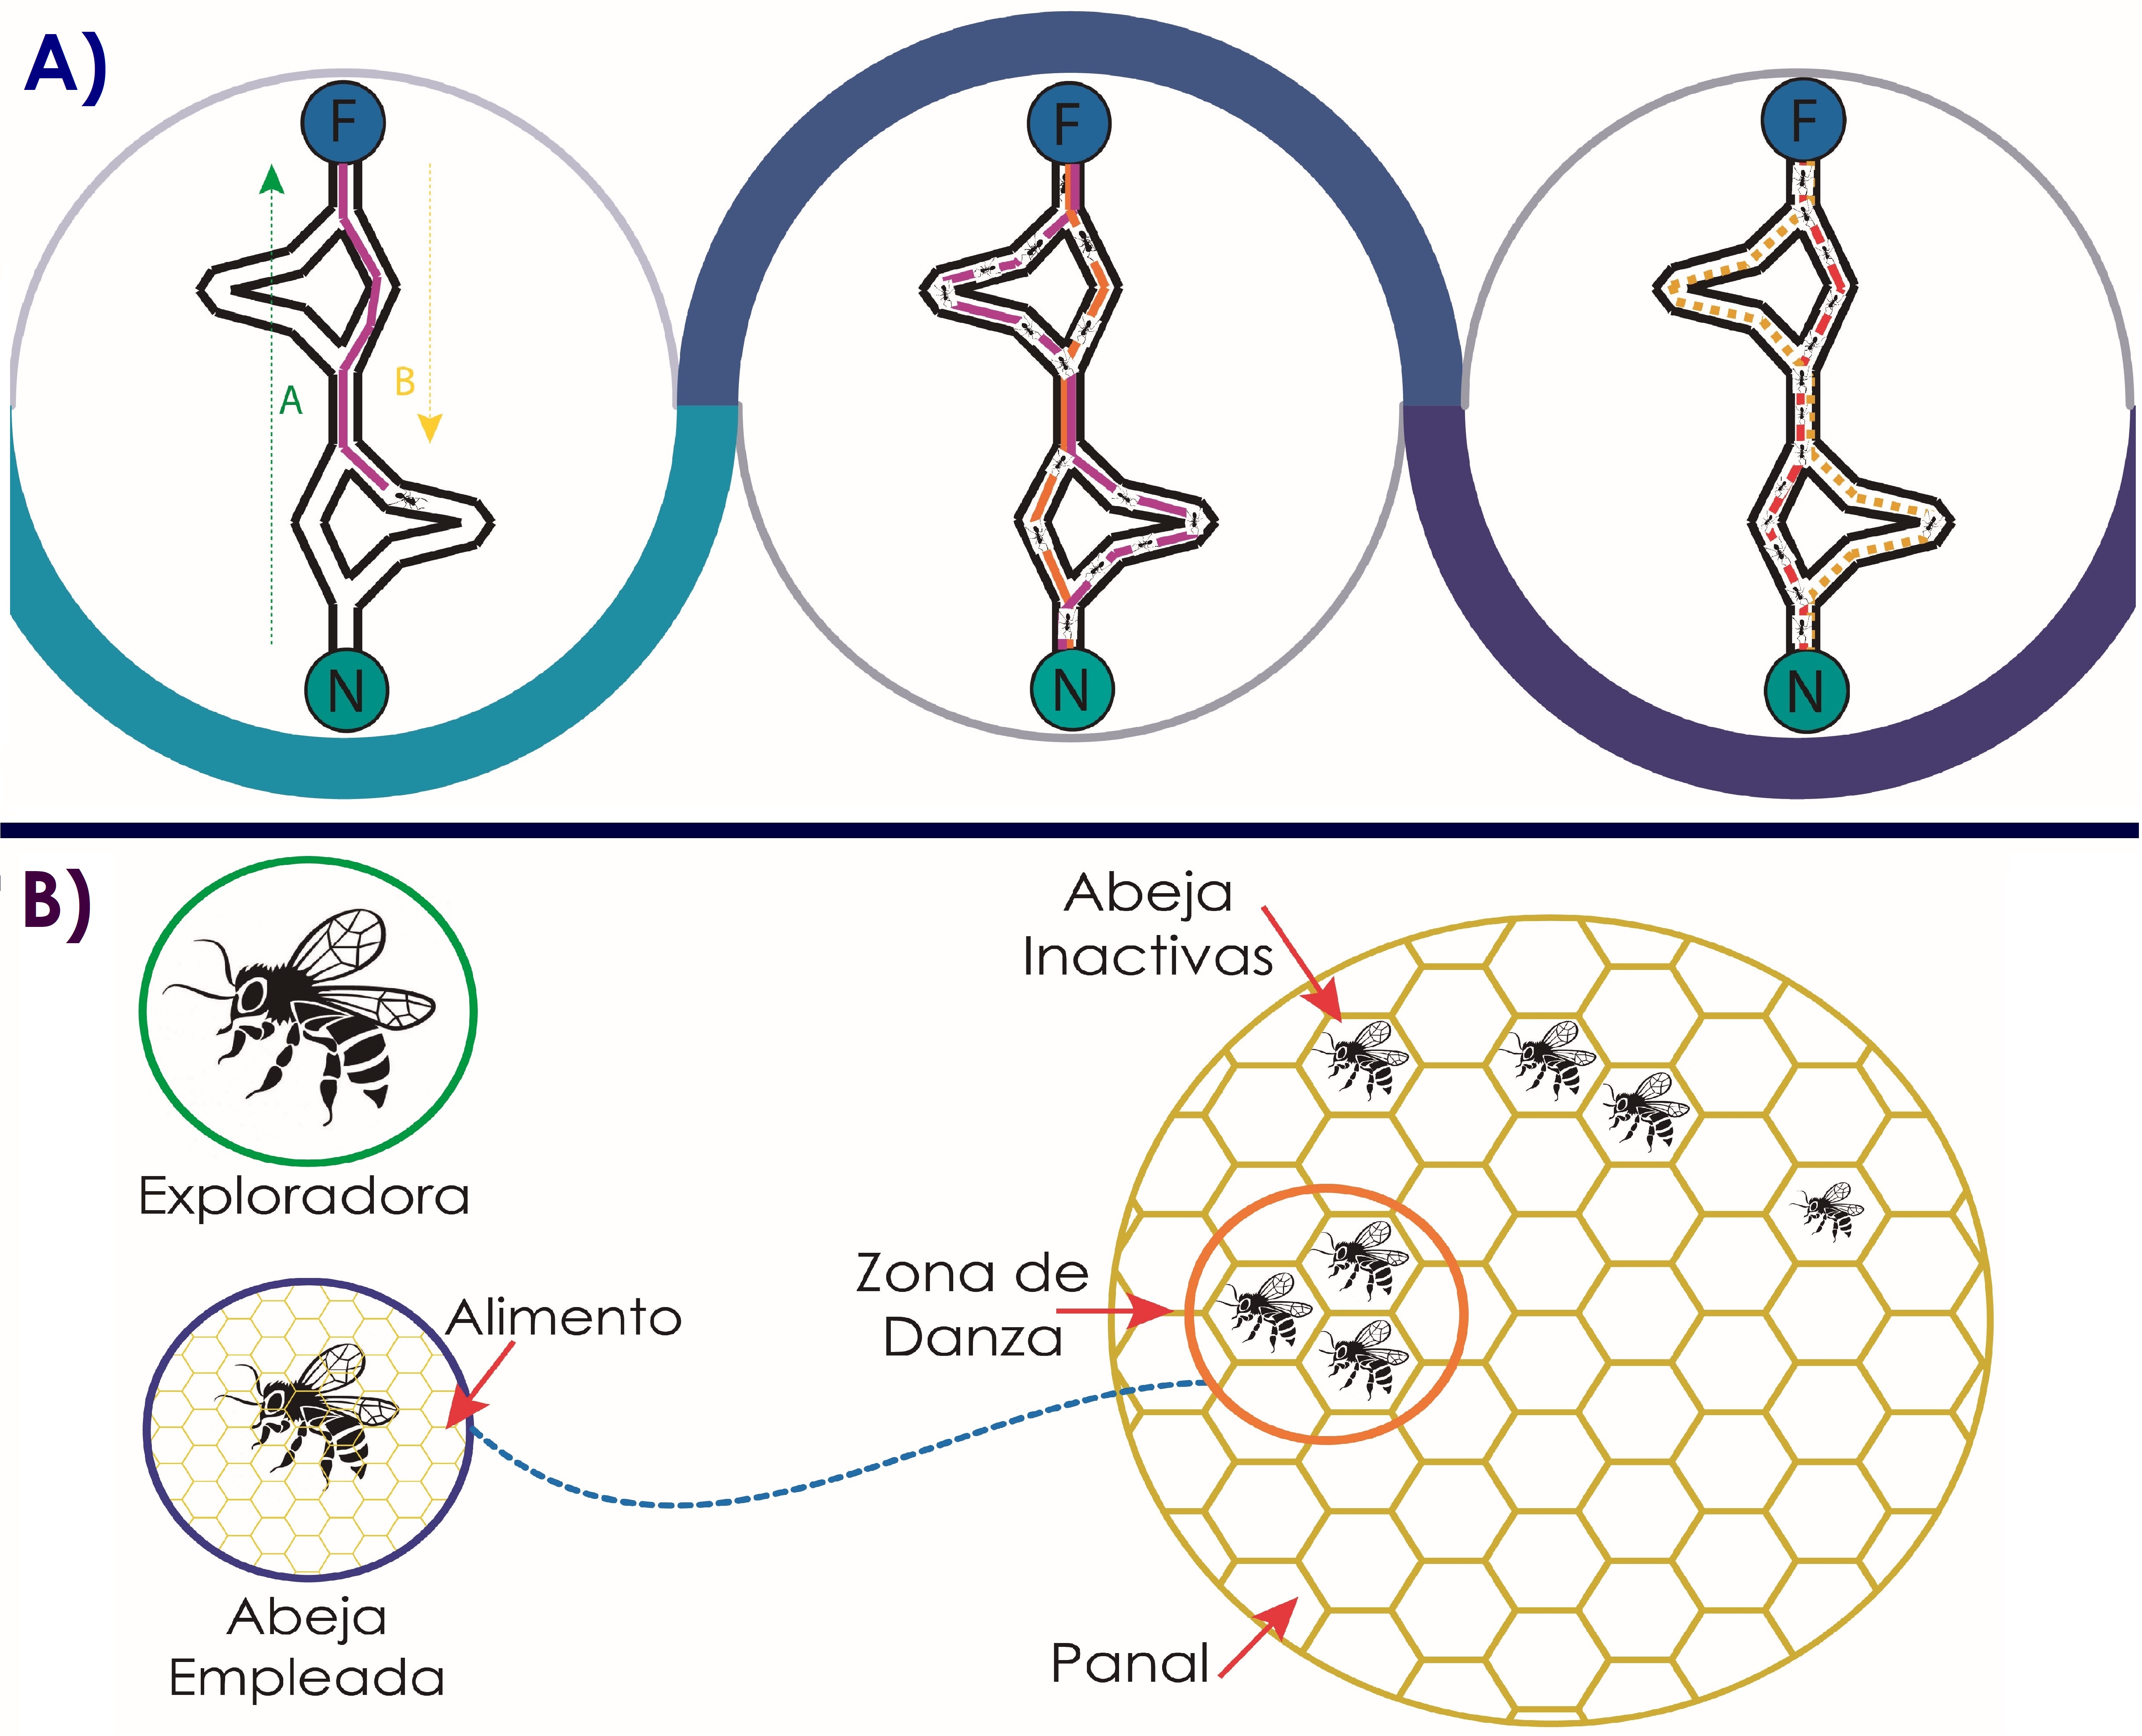 A)
F
A
B
N
F
N
F
N
B)
Exploradora
Alimento
Abeja
Empleada
Abeja
Inactivas
Zona de
Danza
Panal